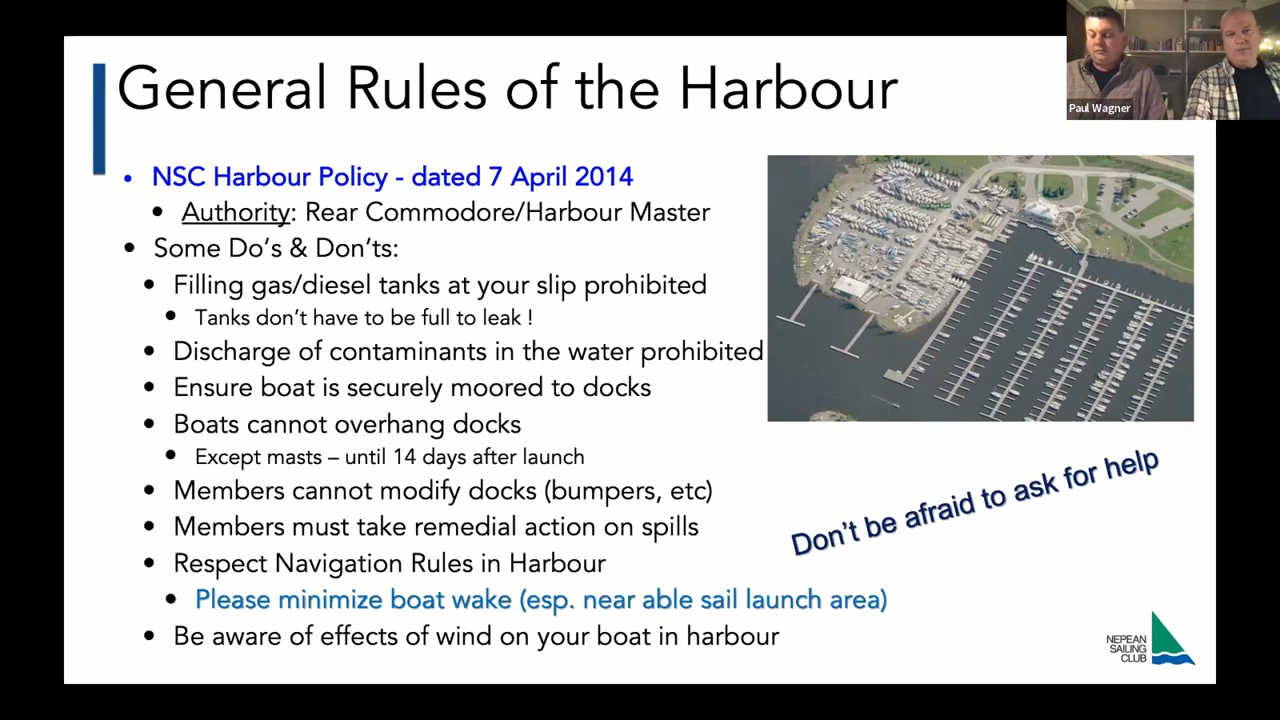 General Rules of the Harbour
Paul Wagner
• NSC Harbour Policy - dated 7 April 2014
• Authority: Rear Commodore/Harbour Master
• Some Do’s & Don’ts:
• Filling gas/diesel tanks at your slip prohibited
• Tanks don’t have to be full to leak !
• Discharge of contaminants in the water prohibited
• Ensure boat is securely moored to docks
• Boats cannot overhang docks
• Except masts – until 14 days after launch
• Members cannot modify docks (bumpers, etc)
• Members must take remedial action on spills
• Respect Navigation Rules in Harbour
• Please minimize boat wake (esp. near able sail launch area)
• Be aware of effects of wind on your boat in harbour
Don’t be afraid to ask for help
NEPEAN
SAILING
CLUB